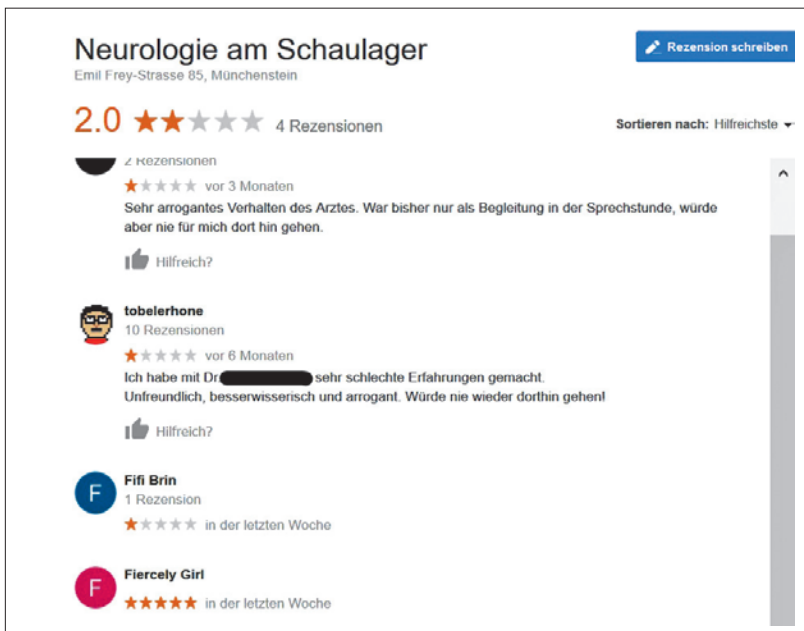 Neurologie am Schaulager
Rezension schreiben
Emil Frey-Strasse 85, Münchenstein
2.0 4 Rezensionen
Sortieren nach: Hilfreichste
2 Rezensionen
vor 3 Monaten
Sehr arrogantes Verhalten des Arztes. War bisher nur als Begleitung in der Sprechstunde, würde
aber nie für mich dort hin gehen.
Hilfreich?
tobelerhone
10 Rezensionen
vor 6 Monaten
Ich habe mit Dr. sehr schlechte Erfahrungen gemacht.
Unfreundlich, besserwisserisch und arrogant. Würde nie wieder dorthin gehen!
Hilfreich?
F
Fifi Brin
1 Rezension
in der letzten Woche
F
Fiercely Girl
in der letzten Woche